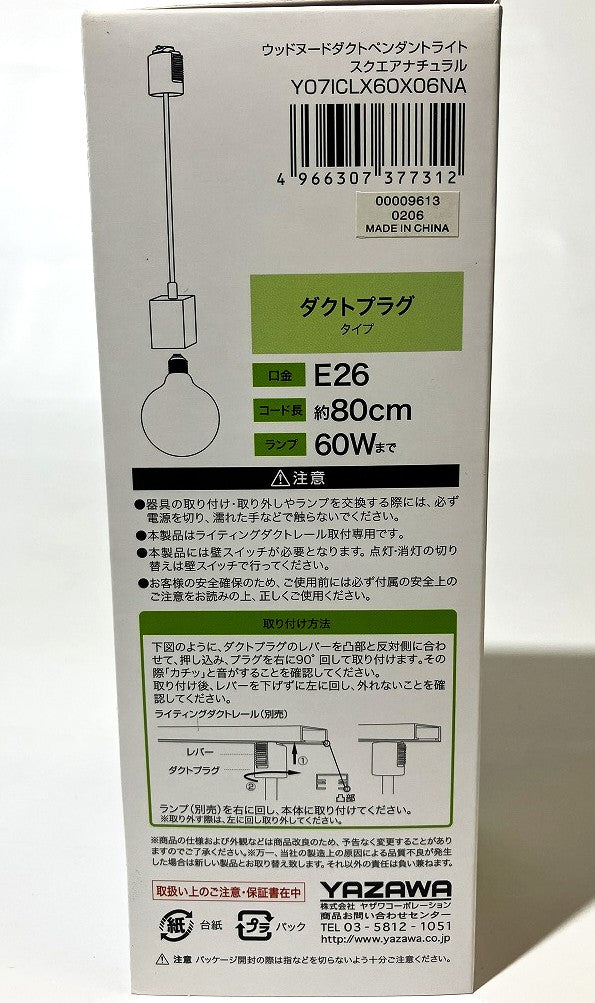 ウッドヌードダクトペンダントライト
スクエアナチュラル
Y07ICLX60X06NA
4 966307 377312
00009613
0206
MADE IN CHINA
ダクトプラグ
タイプ
口金 E26
コード長 約80cm
ランプ 60Wまで
注意
●器具の取り付け・取り外しやランプを交換する際には、必ず
電源を切り、濡れた手などで触らないでください。
●本製品はライティングダクトレール取付専用です。
●本製品には壁スイッチが必要となります。点灯・消灯の切り
替えは壁スイッチで行ってください。
●お客様の安全確保のため、ご使用前には必ず付属の安全上の
ご注意をお読みの上、正しくご使用ください。
取り付け方法
下図のように、ダクトプラグのレバーを凸部と反対側に合わ
せて、押し込み、プラグを右に90°回して取り付けます。その
際「カチッ」と音がすることを確認してください。
取り付け後、レバーを下げずに左に回し、外れないことを確
認してください。
ライティングダクトレール(別売)
レバー
①
ダクトプラグ
②
凸部
ランプ(別売)を右に回し、本体に取り付けてください。
※取り外す際は、左に回し取り外してください。
※商品の仕様および外観などは商品改良のため、予告なく変更することがあり
ますのでご了承ください。※万一、当社の製造上の原因による品質不良が発生
した場合は新しい製品とお取り替え致します。それ以外の責任は負い兼ねます。
取扱い上のご注意・保証書在中
YAZAWA
株式会社 ヤザワコーポレーション
商品お問い合わせセンター
TEL 03-5812-1051
http://www.yazawa.co.jp
紙 台紙 プラ パック
注意 パッケージ開封の際は指などを切らないよう十分ご注意ください。